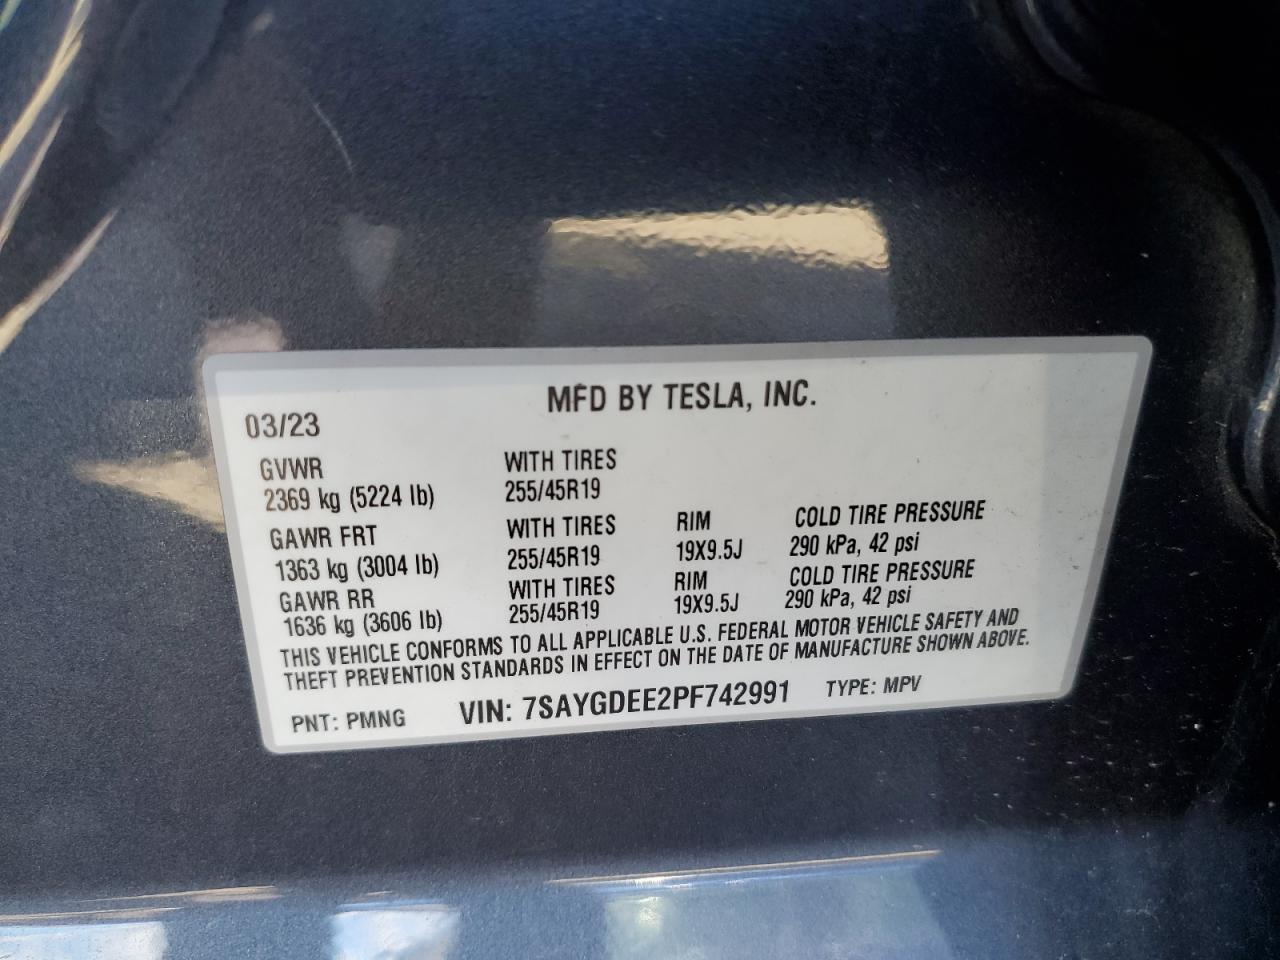 MFD BY TESLA, INC.
03/23
GVWR WITH TIRES
2369 kg (5224 lb) 255/45R19
GAWR FRT WITH TIRES RIM COLD TIRE PRESSURE
1363 kg (3004 lb) 255/45R19 19X9.5J 290 kPa, 42 psi
GAWR RR WITH TIRES RIM COLD TIRE PRESSURE
1636 kg (3606 lb) 255/45R19 19X9.5J 290 kPa, 42 psi
THIS VEHICLE CONFORMS TO ALL APPLICABLE U.S. FEDERAL MOTOR VEHICLE SAFETY AND
THEFT PREVENTION STANDARDS IN EFFECT ON THE DATE OF MANUFACTURE SHOWN ABOVE.
PNT: PMNG VIN: 7SAYGDEE2PF742991 TYPE: MPV